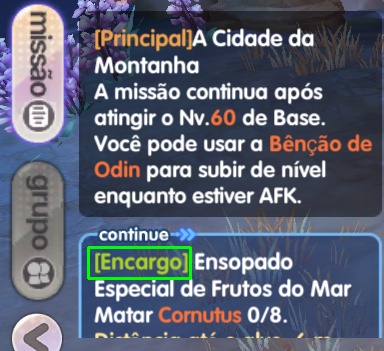 missão
grupo
[Principal]A Cidade da
Montanha
A missão continua após
atingir o Nv.60 de Base.
Você pode usar a Bênção de
Odin para subir de nível
enquanto estiver AFK.
continue
[Encargo] Ensopado
Especial de Frutos do Mar
Matar Cornutus 0/8.